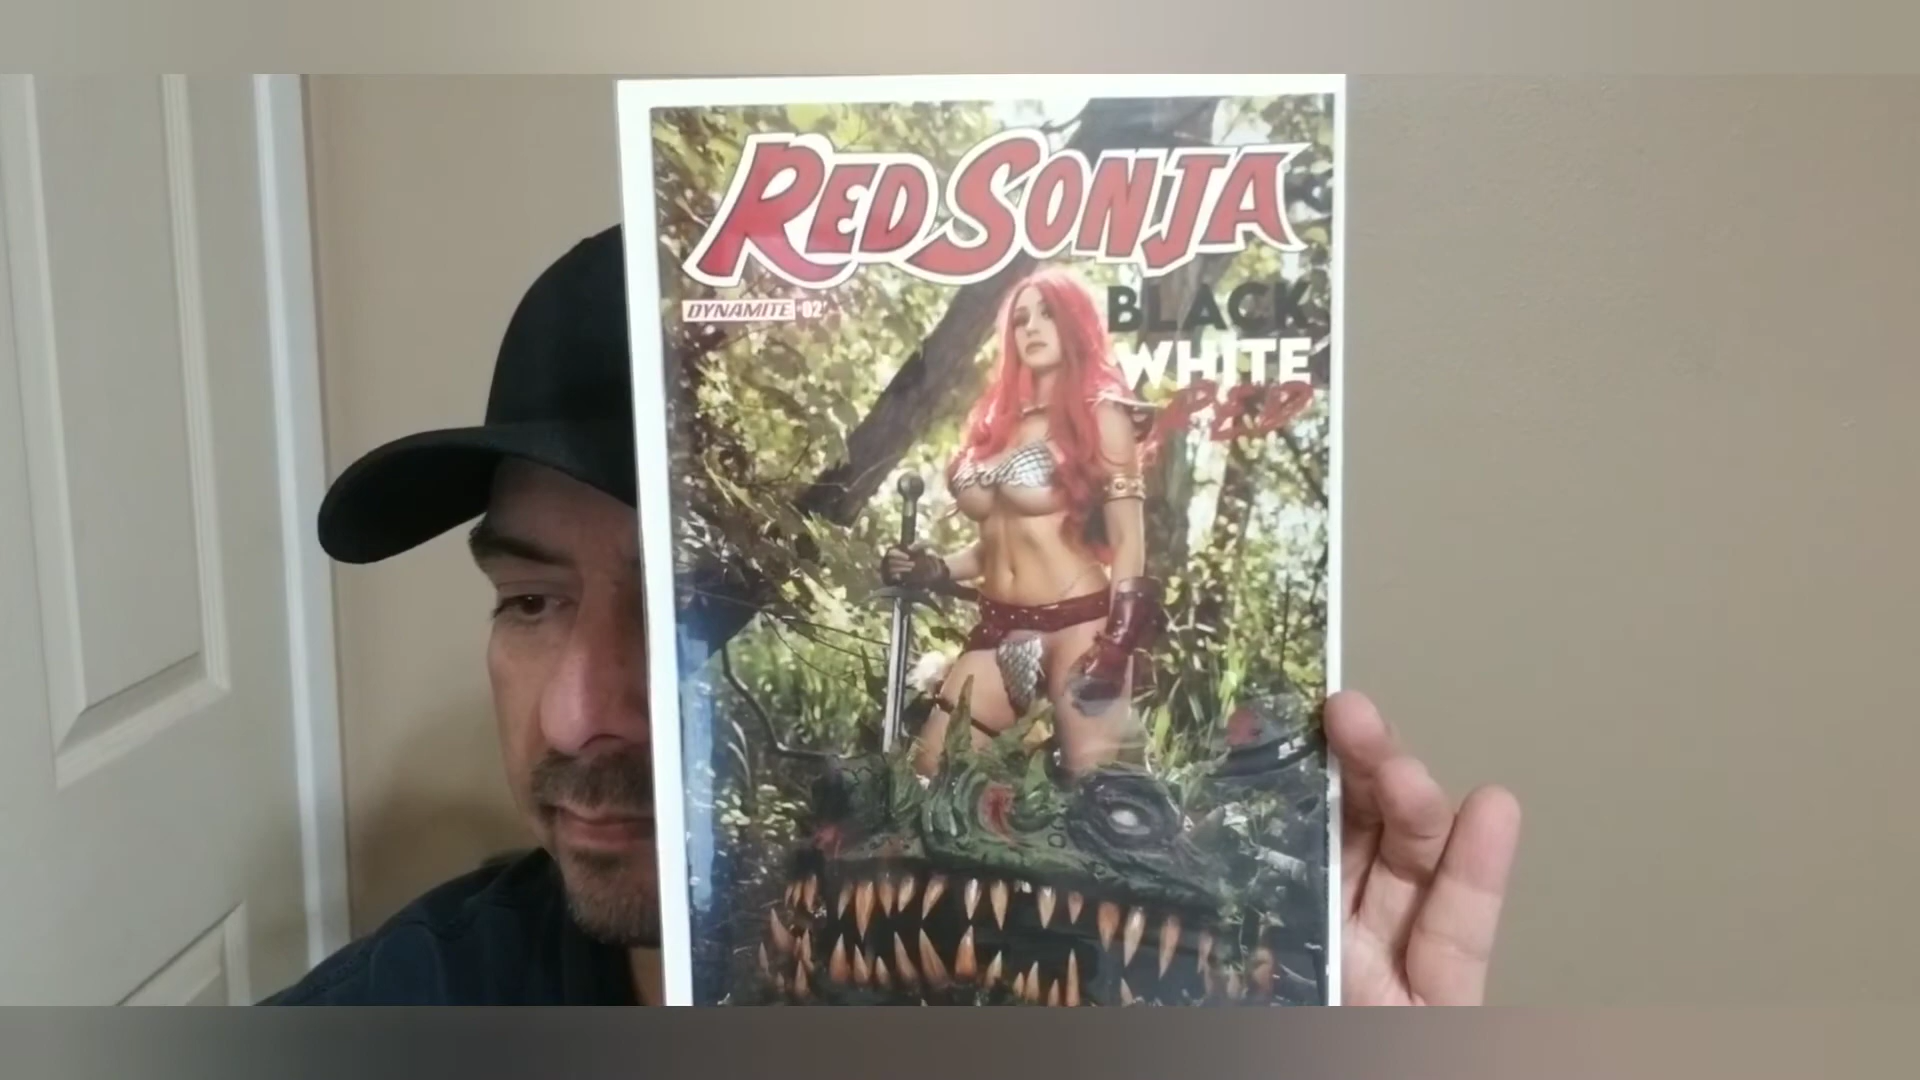 RED SONJA
DYNAMITE 02
BLACK
WHITE
RED